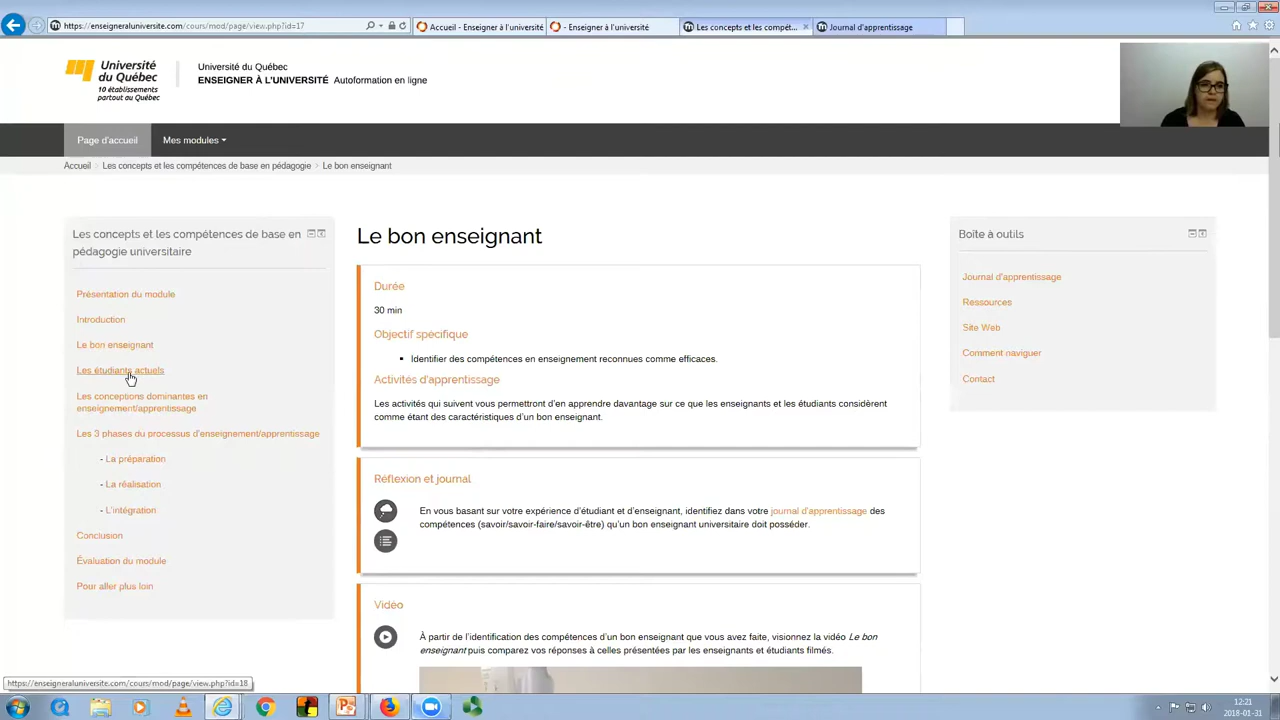 https://enseigneraluniversite.com/cours/mod/page/view.php?id=17
Accueil - Enseigner à l'université
- Enseigner à l'université
Les concepts et les compét...
Journal d'apprentissage
Université du Québec
10 établissements partout au Québec
Université du Québec
ENSEIGNER À L'UNIVERSITÉ Autoformation en ligne
Page d'accueil
Mes modules
Accueil > Les concepts et les compétences de base en pédagogie > Le bon enseignant
Les concepts et les compétences de base en
pédagogie universitaire
Présentation du module
Introduction
Le bon enseignant
Les étudiants actuels
Les conceptions dominantes en
enseignement/apprentissage
Les 3 phases du processus d'enseignement/apprentissage
- La préparation
- La réalisation
- L'intégration
Conclusion
Évaluation du module
Pour aller plus loin
Le bon enseignant
Durée
30 min
Objectif spécifique
Identifier des compétences en enseignement reconnues comme efficaces.
Activités d'apprentissage
Les activités qui suivent vous permettront d'en apprendre davantage sur ce que les enseignants et les étudiants considèrent
comme étant des caractéristiques d'un bon enseignant.
Réflexion et journal
En vous basant sur votre expérience d'étudiant et d'enseignant, identifiez dans votre journal d'apprentissage des
compétences (savoir/savoir-faire/savoir-être) qu'un bon enseignant universitaire doit posséder.
Vidéo
À partir de l'identification des compétences d'un bon enseignant que vous avez faite, visionnez la vidéo Le bon
enseignant puis comparez vos réponses à celles présentées par les enseignants et étudiants filmés.
Boîte à outils
Journal d'apprentissage
Ressources
Site Web
Comment naviguer
Contact
https://enseigneraluniversite.com/cours/mod/page/view.php?id=18
12:21
2018-01-31